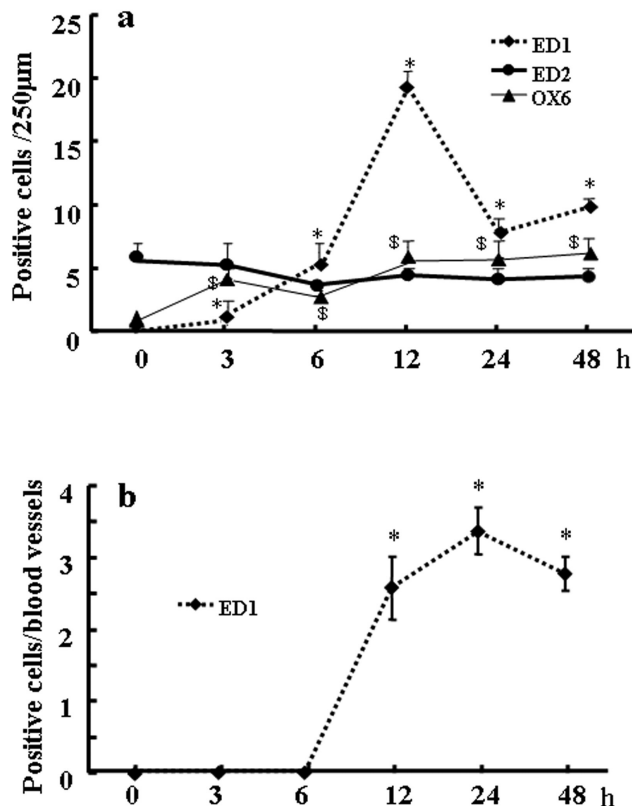 a
25
20
15
10
5
0
Positive cells /250µm
ED1
ED2
OX6
*
*
*
*
*
$
$
$
$
$
0 3 6 12 24 48 h
b
4
3
2
1
0
Positive cells/blood vessels
ED1
*
*
*
0 3 6 12 24 48 h